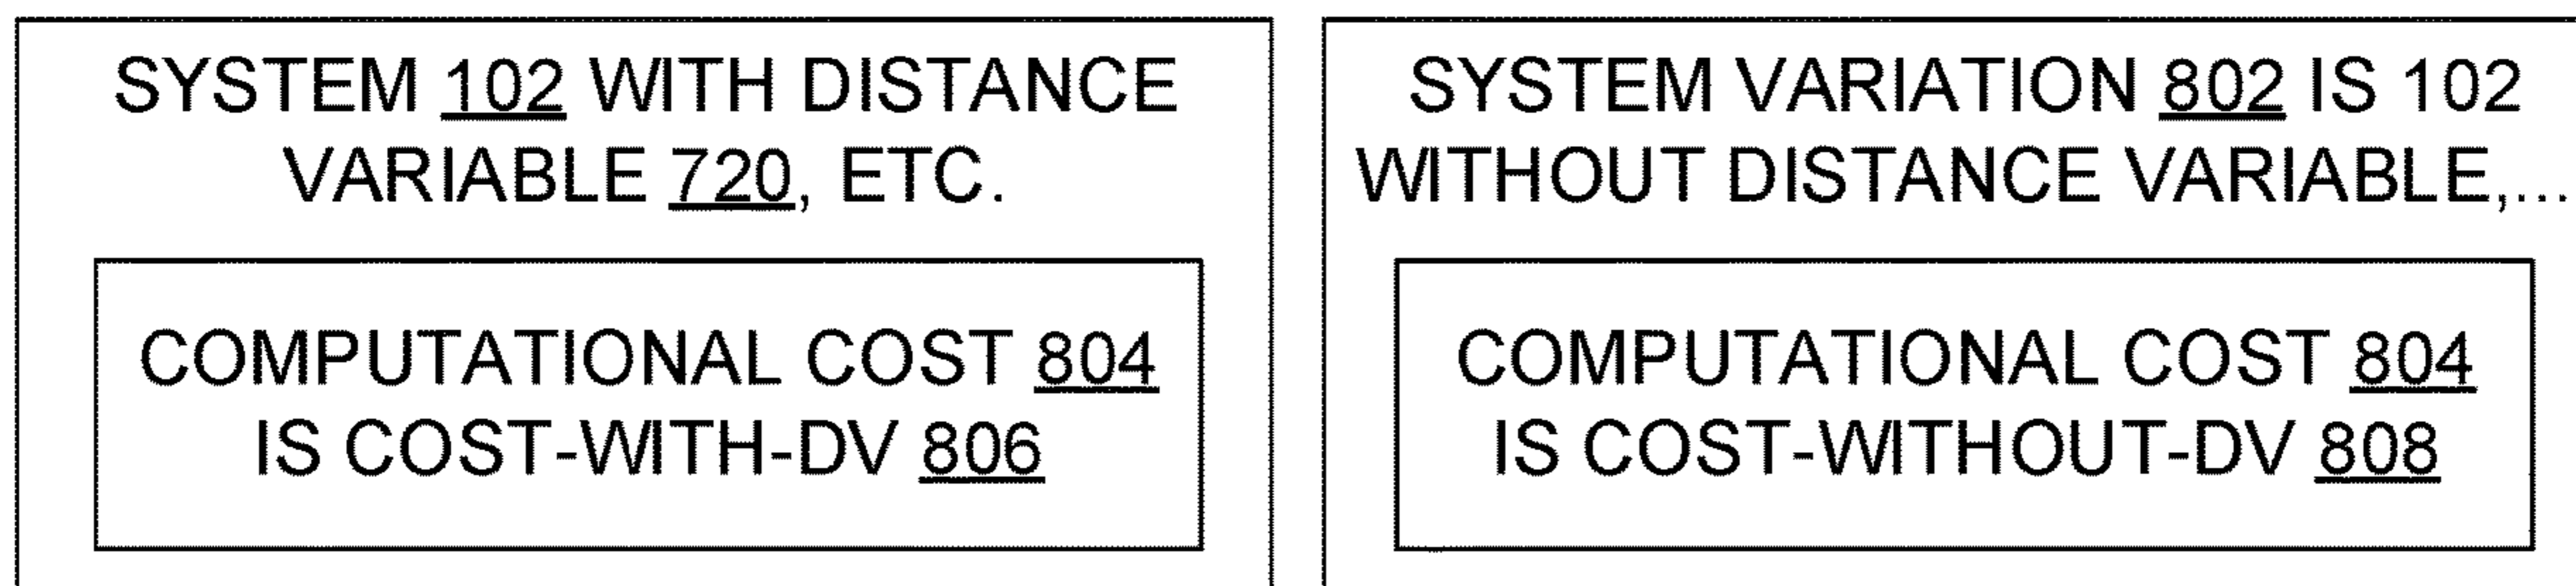 SYSTEM 102 WITH DISTANCE
VARIABLE 720, ETC.
COMPUTATIONAL COST 804
IS COST-WITH-DV 806
SYSTEM VARIATION 802 IS 102
WITHOUT DISTANCE VARIABLE,...
COMPUTATIONAL COST 804
IS COST-WITHOUT-DV 808